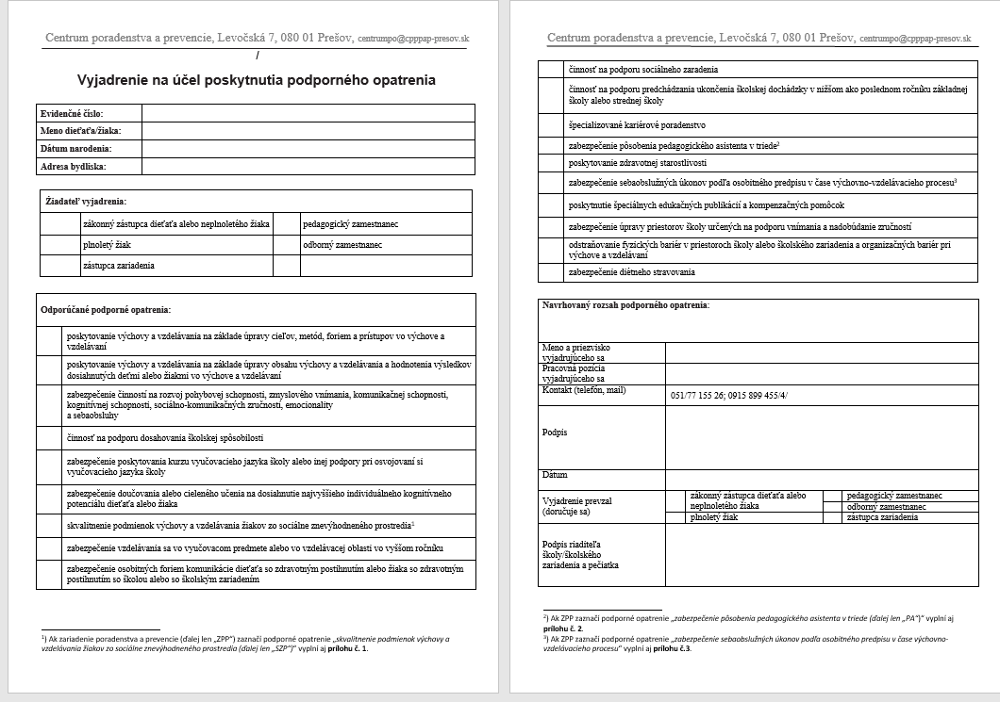 Centrum poradenstva a prevencie, Levočská 7, 080 01 Prešov, centrumpo@cpppap-presov.sk
/
Vyjadrenie na účel poskytnutia podporného opatrenia
Evidenčné číslo:
Meno dieťaťa/žiaka:
Dátum narodenia:
Adresa bydliska:
Žiadateľ vyjadrenia:
zákonný zástupca dieťaťa alebo neplnoletého žiaka
pedagogický zamestnanec
plnoletý žiak
odborný zamestnanec
zástupca zariadenia
Odporúčané podporné opatrenia:
poskytovanie výchovy a vzdelávania na základe úpravy cieľov, metód, foriem a prístupov vo výchove a
vzdelávaní
poskytovanie výchovy a vzdelávania na základe úpravy obsahu výchovy a vzdelávania a hodnotenia výsledkov
dosiahnutých deťmi alebo žiakmi vo výchove a vzdelávaní
zabezpečenie činností na rozvoj pohybovej schopnosti, zmyslového vnímania, komunikačnej schopnosti,
kognitívnej schopnosti, sociálno-komunikačných zručností, emocionality
a sebaobsluhy
činnosť na podporu dosahovania školskej spôsobilosti
zabezpečenie poskytovania kurzu vyučovacieho jazyka školy alebo inej podpory pri osvojovaní si
vyučovacieho jazyka školy
zabezpečenie doučovania alebo cieleného učenia na dosiahnutie najvyššieho individuálneho kognitívneho
potenciálu dieťaťa alebo žiaka
skvalitnenie podmienok výchovy a vzdelávania žiakov zo sociálne znevýhodneného prostredia¹
zabezpečenie vzdelávania sa vo vyučovacom predmete alebo vo vzdelávacej oblasti vo vyššom ročníku
zabezpečenie osobitných foriem komunikácie dieťaťa so zdravotným postihnutím alebo žiaka so zdravotným
postihnutím so školou alebo so školským zariadením
¹) Ak zariadenie poradenstva a prevencie (ďalej len „ZPP“) zaznačí podporné opatrenie „skvalitnenie podmienok výchovy a
vzdelávania žiakov zo sociálne znevýhodneného prostredia (ďalej len „SZP“)“ vyplní aj prílohu č. 1.
Centrum poradenstva a prevencie, Levočská 7, 080 01 Prešov, centrumpo@cpppap-presov.sk
činnosť na podporu sociálneho zaradenia
činnosť na podporu predchádzania ukončenia školskej dochádzky v nižšom ako poslednom ročníku základnej
školy alebo strednej školy
špecializované kariérové poradenstvo
zabezpečenie pôsobenia pedagogického asistenta v triede²
poskytovanie zdravotnej starostlivosti
zabezpečenie sebaobslužných úkonov podľa osobitného predpisu v čase výchovno-vzdelávacieho procesu³
poskytnutie špeciálnych edukačných publikácií a kompenzačných pomôcok
zabezpečenie úpravy priestorov školy určených na podporu vnímania a nadobúdanie zručností
odstraňovanie fyzických bariér v priestoroch školy alebo školského zariadenia a organizačných bariér pri
výchove a vzdelávaní
zabezpečenie diétneho stravovania
Navrhovaný rozsah podporného opatrenia:
Meno a priezvisko
vyjadrujúceho sa
Pracovná pozícia
vyjadrujúceho sa
Kontakt (telefón, mail)
051/77 155 26; 0915 899 455/4/
Podpis
Dátum
Vyjadrenie prevzal
(doručuje sa)
zákonný zástupca dieťaťa alebo
neplnoletého žiaka
plnoletý žiak
pedagogický zamestnanec
odborný zamestnanec
zástupca zariadenia
Podpis riaditeľa
školy/školského
zariadenia a pečiatka
²) Ak ZPP zaznačí podporné opatrenie „zabezpečenie pôsobenia pedagogického asistenta v triede (ďalej len „PA“)“ vyplní aj
prílohu č. 2.
³) Ak ZPP zaznačí podporné opatrenie „zabezpečenie sebaobslužných úkonov podľa osobitného predpisu v čase výchovno-
vzdelávacieho procesu“ vyplní aj prílohu č.3.